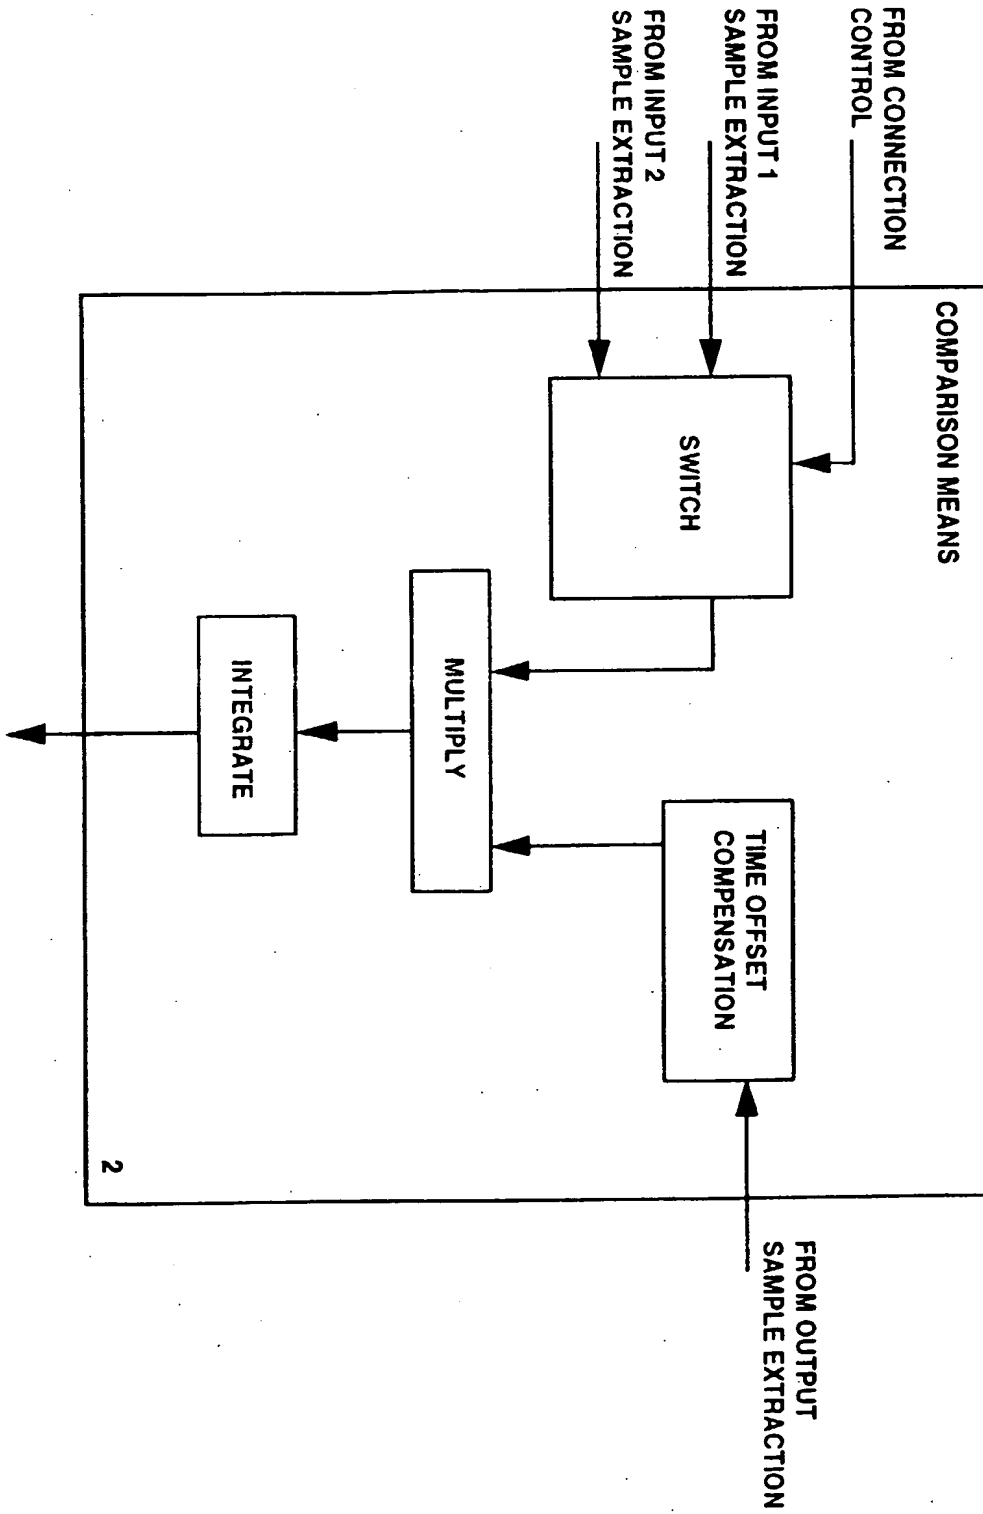 FROM CONNECTION
CONTROL
FROM INPUT 1
SAMPLE EXTRACTION
FROM INPUT 2
SAMPLE EXTRACTION
COMPARISON MEANS
SWITCH
MULTIPLY
INTEGRATE
TIME OFFSET
COMPENSATION
2
FROM OUTPUT
SAMPLE EXTRACTION